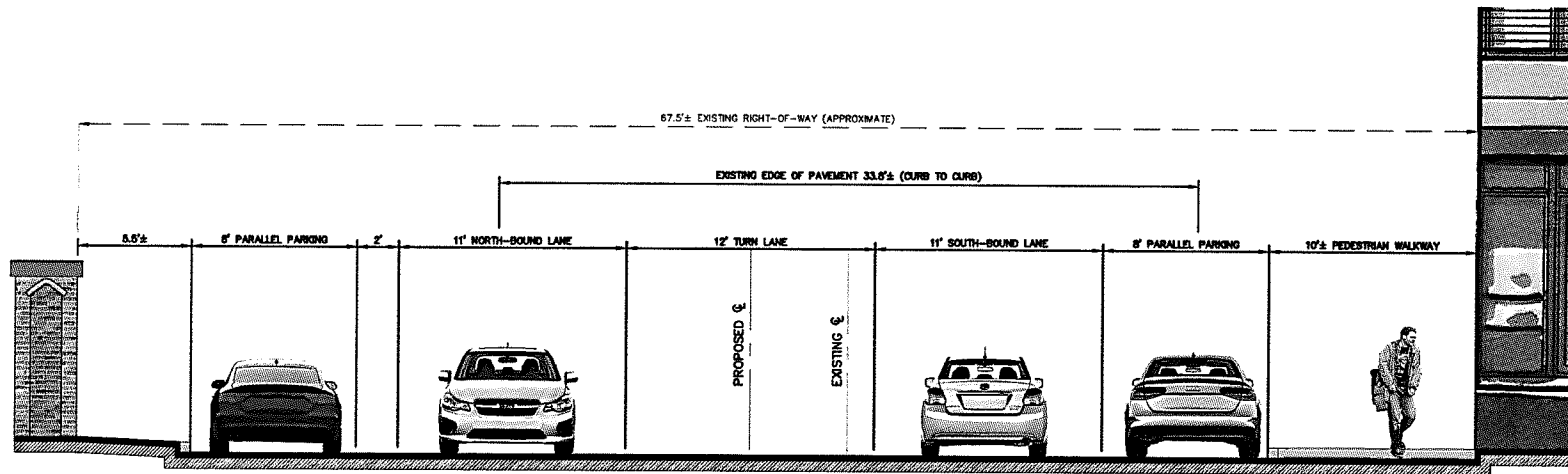 67.5'± EXISTING RIGHT-OF-WAY (APPROXIMATE)
EXISTING EDGE OF PAVEMENT 33.8'± (CURB TO CURB)
5.5'±
8' PARALLEL PARKING
2'
11' NORTH-BOUND LANE
12' TURN LANE
11' SOUTH-BOUND LANE
8' PARALLEL PARKING
10'± PEDESTRIAN WALKWAY
PROPOSED ℄
EXISTING ℄